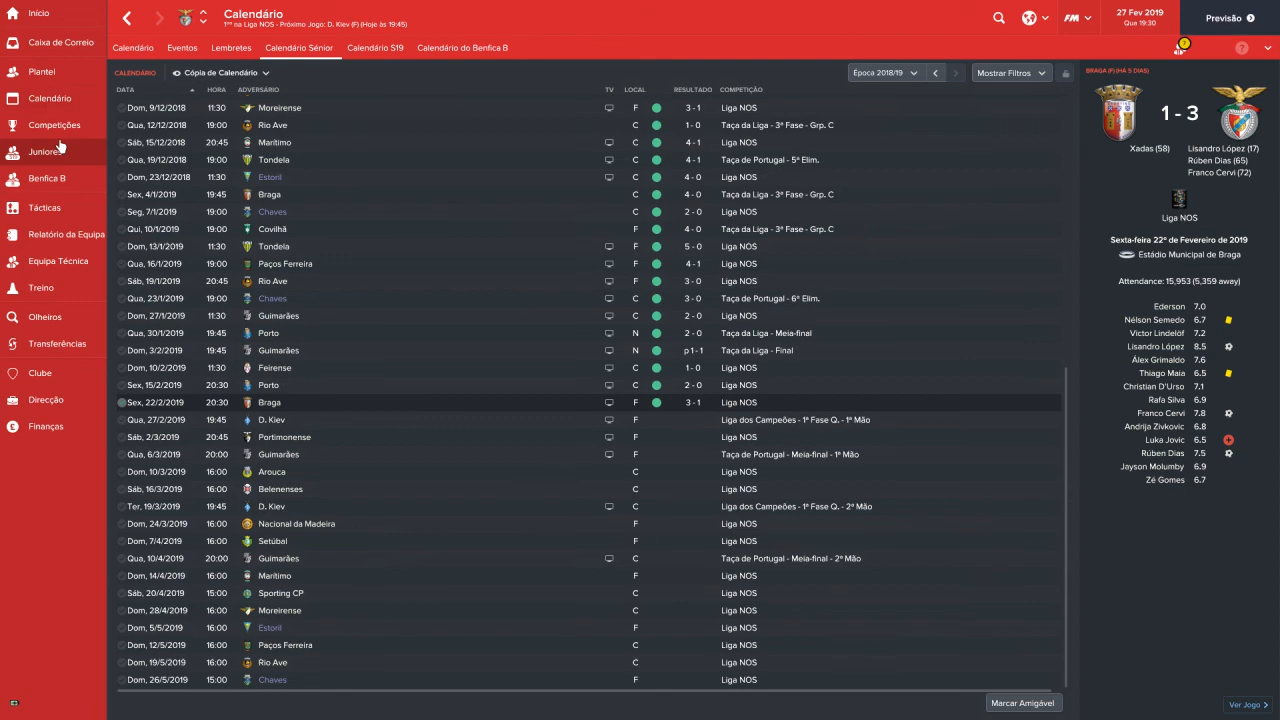 Início
Caixa de Correio
Plantel
Calendário
Competições
Juniores
Benfica B
Tácticas
Relatório da Equipa
Equipa Técnica
Treino
Olheiros
Transferências
Clube
Direcção
Finanças
Calendário
1º na Liga NOS - Próximo Jogo: D. Kiev (F) (Hoje às 19:45)
FM
27 Fev 2019
Qua 19:30
Previsão
Calendário Eventos Lembretes Calendário Sénior Calendário S19 Calendário do Benfica B
7
?
CALENDÁRIO Cópia de Calendário Época 2018/19 Mostrar Filtros
DATA HORA ADVERSÁRIO TV LOCAL RESULTADO COMPETIÇÃO
Dom, 9/12/2018 11:30 Moreirense F 3 - 1 Liga NOS
Qua, 12/12/2018 19:00 Rio Ave C 1 - 0 Taça da Liga - 3ª Fase - Grp. C
Sáb, 15/12/2018 20:45 Marítimo C 4 - 1 Liga NOS
Qua, 19/12/2018 19:00 Tondela C 4 - 1 Taça de Portugal - 5ª Elim.
Dom, 23/12/2018 11:30 Estoril C 4 - 0 Liga NOS
Sex, 4/1/2019 19:45 Braga C 4 - 0 Taça da Liga - 3ª Fase - Grp. C
Seg, 7/1/2019 19:00 Chaves C 2 - 0 Liga NOS
Qui, 10/1/2019 19:00 Covilhã F 4 - 0 Taça da Liga - 3ª Fase - Grp. C
Dom, 13/1/2019 11:30 Tondela F 5 - 0 Liga NOS
Qua, 16/1/2019 19:00 Paços Ferreira F 4 - 1 Liga NOS
Sáb, 19/1/2019 20:45 Rio Ave F 3 - 0 Liga NOS
Qua, 23/1/2019 19:00 Chaves C 3 - 0 Taça de Portugal - 6ª Elim.
Dom, 27/1/2019 11:30 Guimarães C 2 - 0 Liga NOS
Qua, 30/1/2019 19:45 Porto N 2 - 0 Taça da Liga - Meia-final
Dom, 3/2/2019 19:45 Guimarães N p 1 - 1 Taça da Liga - Final
Dom, 10/2/2019 11:30 Feirense C 1 - 0 Liga NOS
Sex, 15/2/2019 20:30 Porto C 2 - 0 Liga NOS
Sex, 22/2/2019 20:30 Braga F 3 - 1 Liga NOS
Qua, 27/2/2019 19:45 D. Kiev F Liga dos Campeões - 1ª Fase Q. - 1ª Mão
Sáb, 2/3/2019 20:45 Portimonense F Liga NOS
Qua, 6/3/2019 20:00 Guimarães F Taça de Portugal - Meia-final - 1ª Mão
Dom, 10/3/2019 16:00 Arouca C Liga NOS
Sáb, 16/3/2019 16:00 Belenenses C Liga NOS
Ter, 19/3/2019 19:45 D. Kiev C Liga dos Campeões - 1ª Fase Q. - 2ª Mão
Dom, 24/3/2019 16:00 Nacional da Madeira F Liga NOS
Dom, 7/4/2019 16:00 Setúbal F Liga NOS
Qua, 10/4/2019 20:00 Guimarães C Taça de Portugal - Meia-final - 2ª Mão
Dom, 14/4/2019 16:00 Marítimo F Liga NOS
Sáb, 20/4/2019 15:00 Sporting CP C Liga NOS
Dom, 28/4/2019 16:00 Moreirense C Liga NOS
Dom, 5/5/2019 16:00 Estoril F Liga NOS
Dom, 12/5/2019 16:00 Paços Ferreira C Liga NOS
Dom, 19/5/2019 16:00 Rio Ave C Liga NOS
Dom, 26/5/2019 15:00 Chaves F Liga NOS
Marcar Amigável
BRAGA (F) (HÁ 5 DIAS)
1 - 3
Xadas (58) Lisandro López (17)
Rúben Dias (65)
Franco Cervi (72)
Liga NOS
Sexta-feira 22º de Fevereiro de 2019
Estádio Municipal de Braga
Attendance: 15,953 (5,359 away)
Ederson 7.0
Nélson Semedo 6.7
Victor Lindelöf 7.2
Lisandro López 8.5
Álex Grimaldo 7.6
Thiago Maia 6.5
Christian D'Urso 7.1
Rafa Silva 6.9
Franco Cervi 7.8
Andrija Zivkovic 6.8
Luka Jovic 6.5
Rúben Dias 7.5
Jayson Molumby 6.9
Zé Gomes 6.7
Ver Jogo